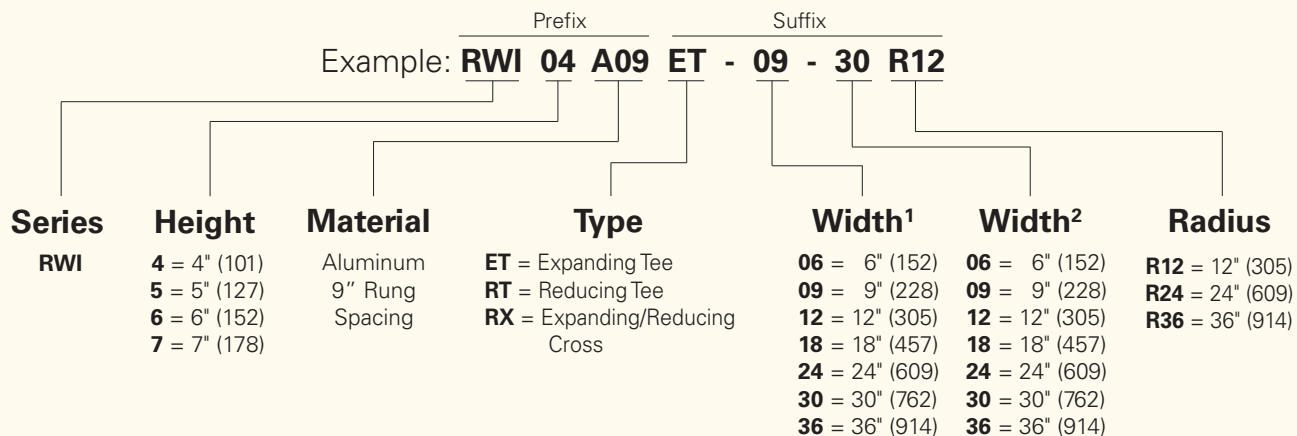 Prefix Suffix
Example: RWI 04 A09 ET - 09 - 30 R12
Series
RWI
Height
4 = 4" (101)
5 = 5" (127)
6 = 6" (152)
7 = 7" (178)
Material
Aluminum
9” Rung
Spacing
Type
ET = Expanding Tee
RT = Reducing Tee
RX = Expanding/Reducing
Cross
Width¹
06 = 6" (152)
09 = 9" (228)
12 = 12" (305)
18 = 18" (457)
24 = 24" (609)
30 = 30" (762)
36 = 36" (914)
Width²
06 = 6" (152)
09 = 9" (228)
12 = 12" (305)
18 = 18" (457)
24 = 24" (609)
30 = 30" (762)
36 = 36" (914)
Radius
R12 = 12" (305)
R24 = 24" (609)
R36 = 36" (914)